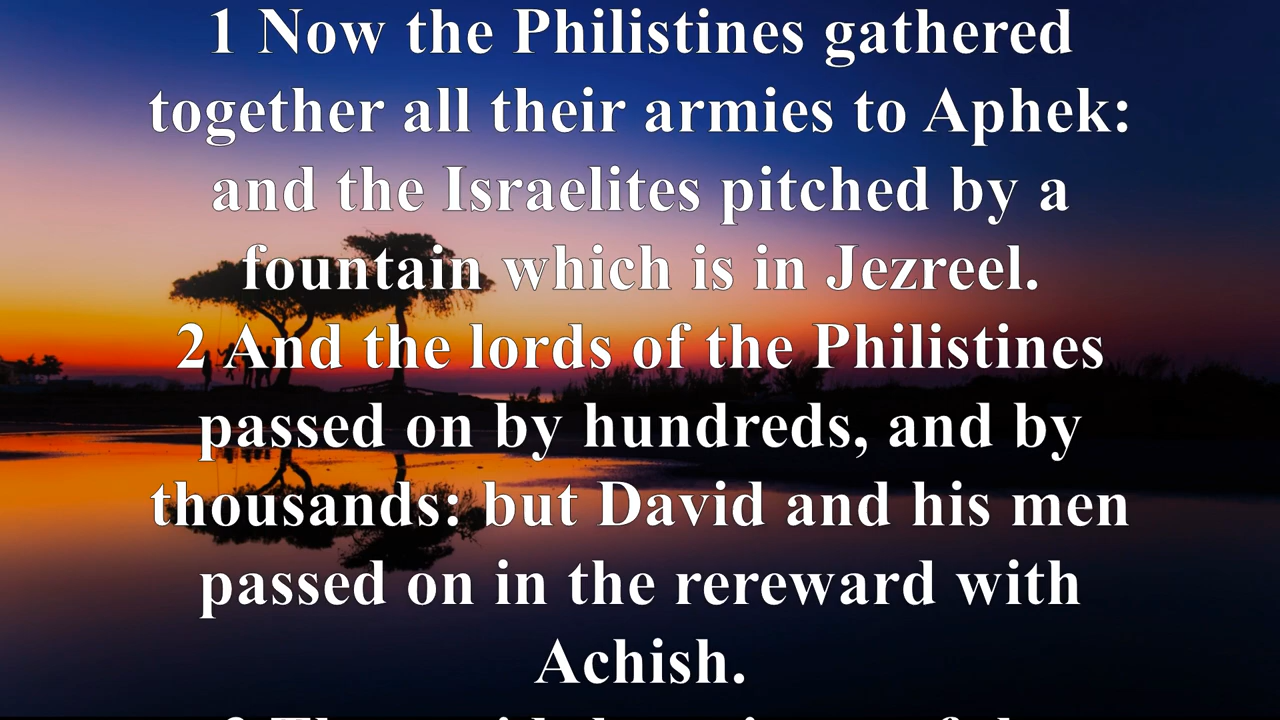 1 Now the Philistines gathered
together all their armies to Aphek:
and the Israelites pitched by a
fountain which is in Jezreel.
2 And the lords of the Philistines
passed on by hundreds, and by
thousands: but David and his men
passed on in the rereward with
Achish.